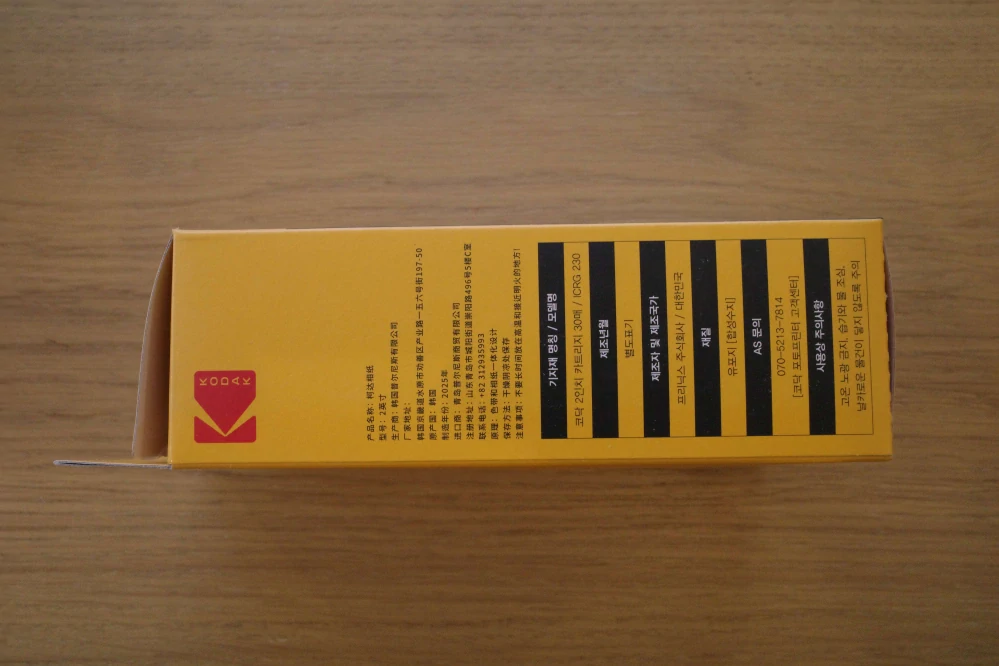 KODAK
产品名称: 柯达相纸
型号: 2英寸
生产商: 韩国普尔尼斯有限公司
厂家地址:
韩国京畿道水原市劝善区产业路一五六号街197-50
原产国: 韩国
制造年份: 2025年
进口商: 青岛普尔尼斯商贸有限公司
注册地址: 山东青岛市城阳街道崇阳路496号5楼C室
联系电话: +82 312935993
原理: 色带和相纸一体化设计
保存方法: 干燥阴凉处保存
注意事项: 不要长时间放在高温和接近明火的地方!
기자재 명칭 / 모델명
코닥 2인치 카트리지 30매 / ICRG 230
제조년월
별도표기
제조자 및 제조국가
프리닉스 주식회사 / 대한민국
재질
유포지 [합성수지]
AS 문의
070-5213-7814
[코닥 포토프린터 고객센터]
사용상 주의사항
고온 노광 금지, 습기와 물 조심,
날카로운 물건이 닿지 않도록 주의